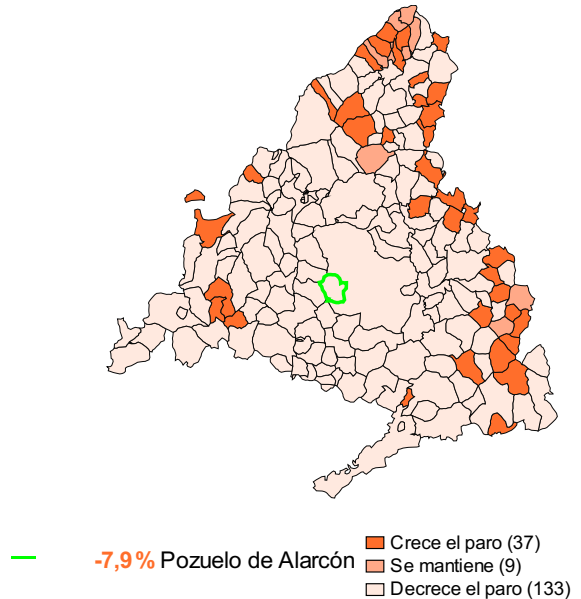 -7,9 % Pozuelo de Alarcón
Crece el paro (37)
Se mantiene (9)
Decrece el paro (133)